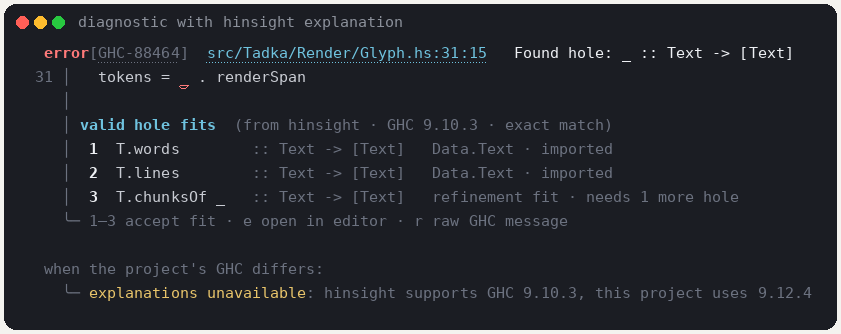 diagnostic with hinsight explanation
error[GHC-88464]  src/Tadka/Render/Glyph.hs:31:15   Found hole: _ :: Text -> [Text]
31 │   tokens = _ . renderSpan
│
│ valid hole fits  (from hinsight · GHC 9.10.3 · exact match)
│  1  T.words        :: Text -> [Text]   Data.Text · imported
│  2  T.lines        :: Text -> [Text]   Data.Text · imported
│  3  T.chunksOf _   :: Text -> [Text]   refinement fit · needs 1 more hole
╰─ 1–3 accept fit · e open in editor · r raw GHC message
when the project's GHC differs:
╰─ explanations unavailable: hinsight supports GHC 9.10.3, this project uses 9.12.4